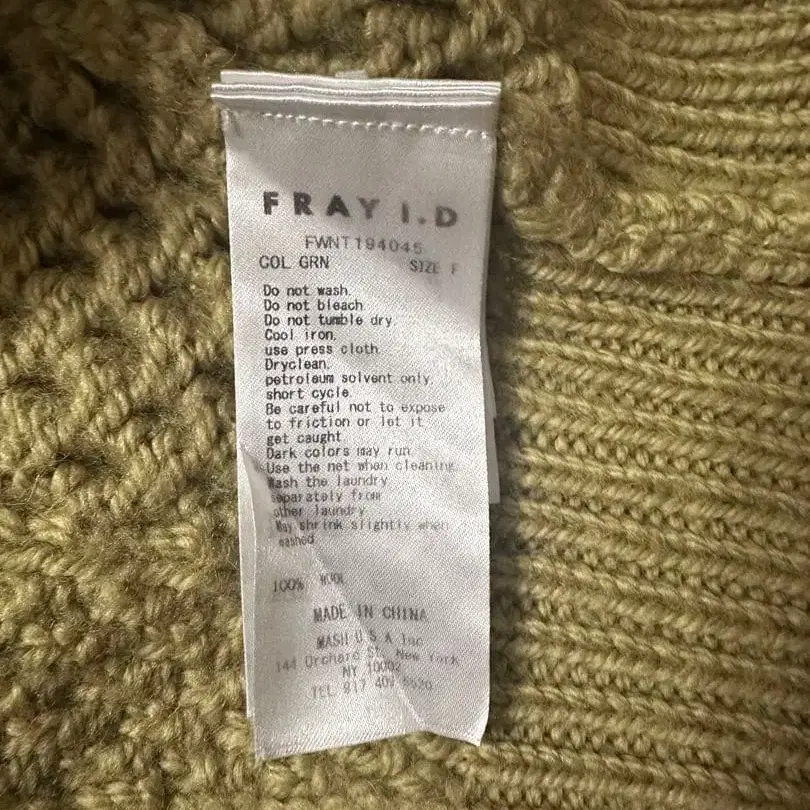 FRAY I.D
FWNT194045
COL GRN SIZE F
Do not wash.
Do not bleach.
Do not tumble dry.
Cool iron.
use press cloth
Dryclean.
petroleum solvent only.
short cycle.
Be careful not to expose
to friction or let it
get caught
Dark colors may run.
Use the net when cleaning.
Wash the laundry
separately from
other laundry
May shrink slightly when
washed.
100% WOOL
MADE IN CHINA
MASH U S A Inc
144 Orchard St. New York
NY 10002
TEL